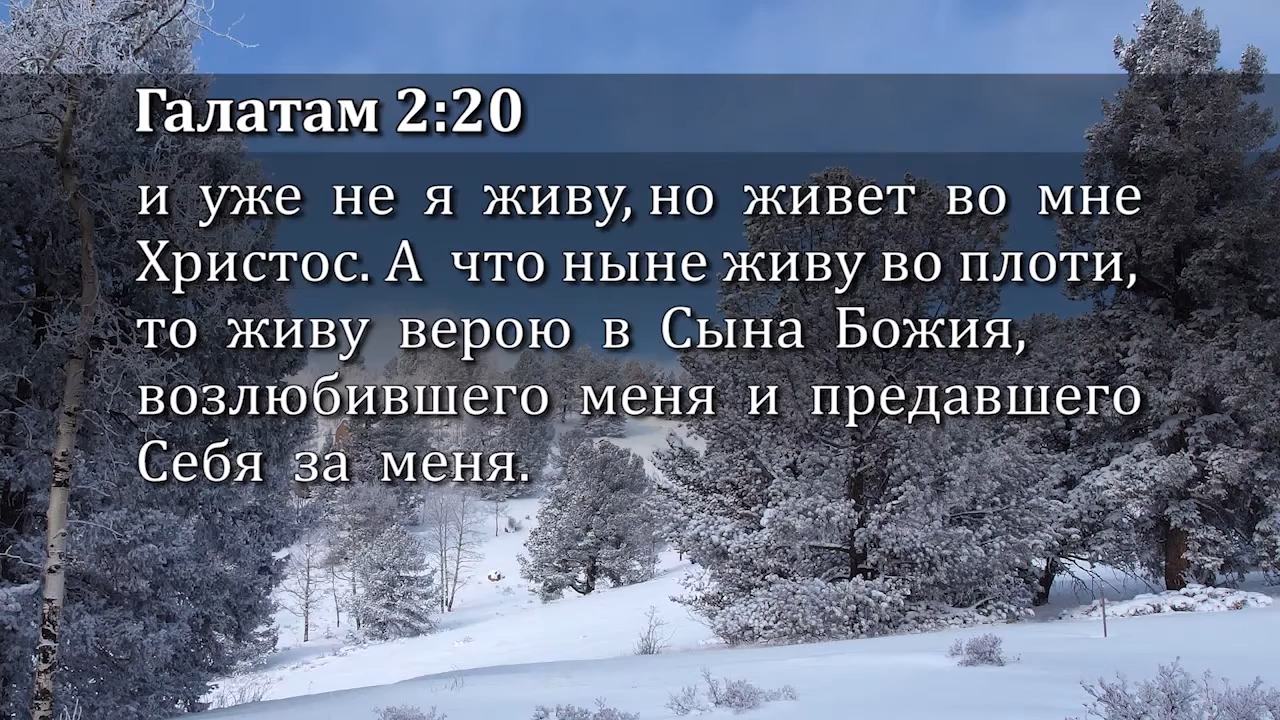 Галатам 2:20
и уже не я живу, но живет во мне
Христос. А что ныне живу во плоти,
то живу верою в Сына Божия,
возлюбившего меня и предавшего
Себя за меня.